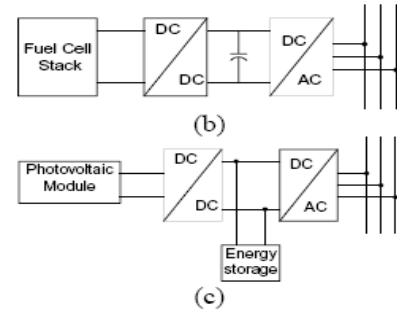 Fuel Cell
Stack
DC
DC
DC
AC
(b)
Photovoltaic
Module
DC
DC
DC
AC
Energy
storage
(c)